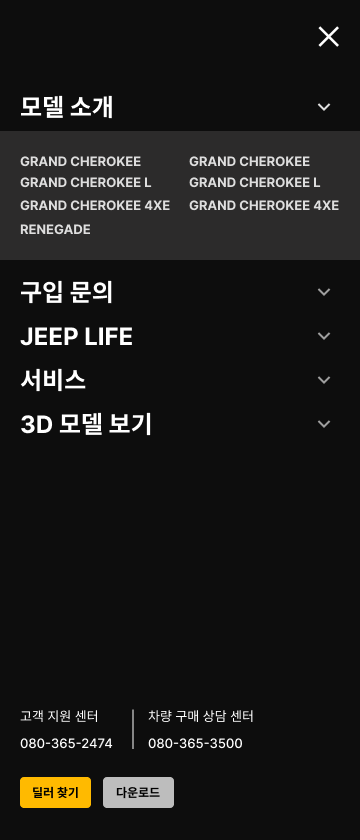 모델 소개
GRAND CHEROKEE GRAND CHEROKEE
GRAND CHEROKEE L GRAND CHEROKEE L
GRAND CHEROKEE 4XE GRAND CHEROKEE 4XE
RENEGADE
구입 문의
JEEP LIFE
서비스
3D 모델 보기
고객 지원 센터 차량 구매 상담 센터
080-365-2474 080-365-3500
딜러 찾기 다운로드